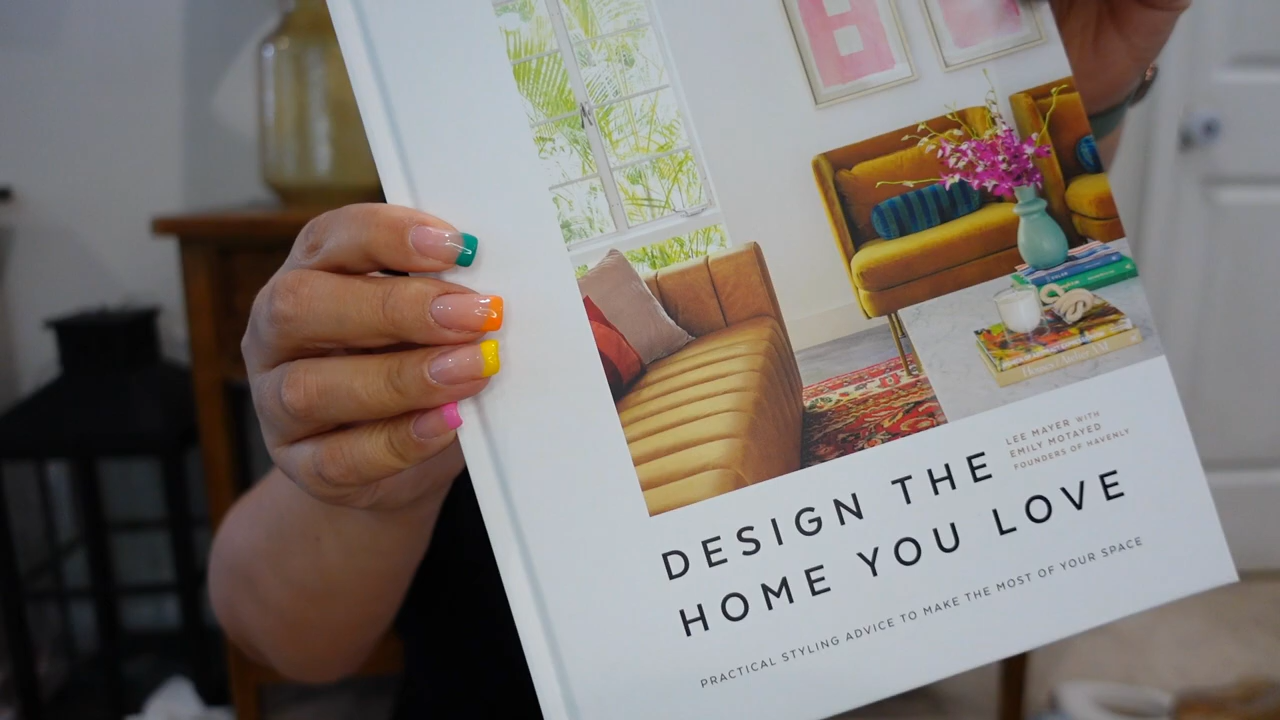 LEE MAYER WITH
EMILY MOTAYED
FOUNDERS OF HAVENLY
DESIGN THE
HOME YOU LOVE
PRACTICAL STYLING ADVICE TO MAKE THE MOST OF YOUR SPACE